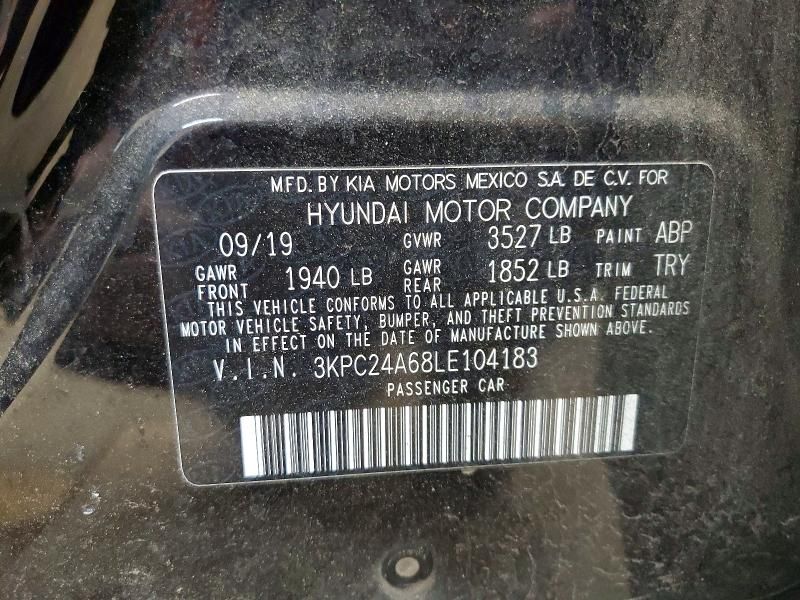 MFD. BY KIA MOTORS MEXICO S.A. DE C.V. FOR
HYUNDAI MOTOR COMPANY
09/19 GVWR 3527 LB PAINT ABP
GAWR FRONT 1940 LB GAWR REAR 1852 LB TRIM TRY
THIS VEHICLE CONFORMS TO ALL APPLICABLE U.S.A. FEDERAL
MOTOR VEHICLE SAFETY, BUMPER, AND THEFT PREVENTION STANDARDS
IN EFFECT ON THE DATE OF MANUFACTURE SHOWN ABOVE.
V.I.N. 3KPC24A68LE104183
PASSENGER CAR